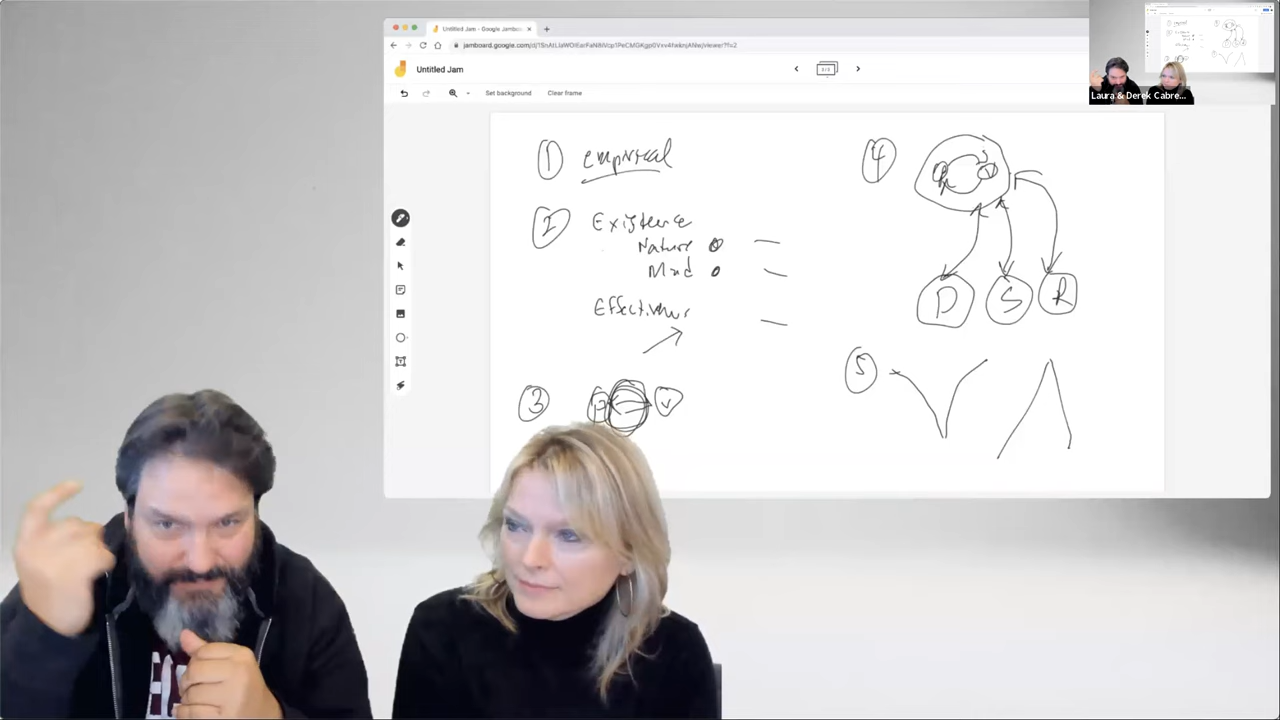 Untitled Jam - Google Jamboard
Untitled Jam
Set background
Clear frame
Laura & Derek Cabre...
① empirical
② Existence
Nature
Mind
Effectiveness
③
④
D S R
⑤